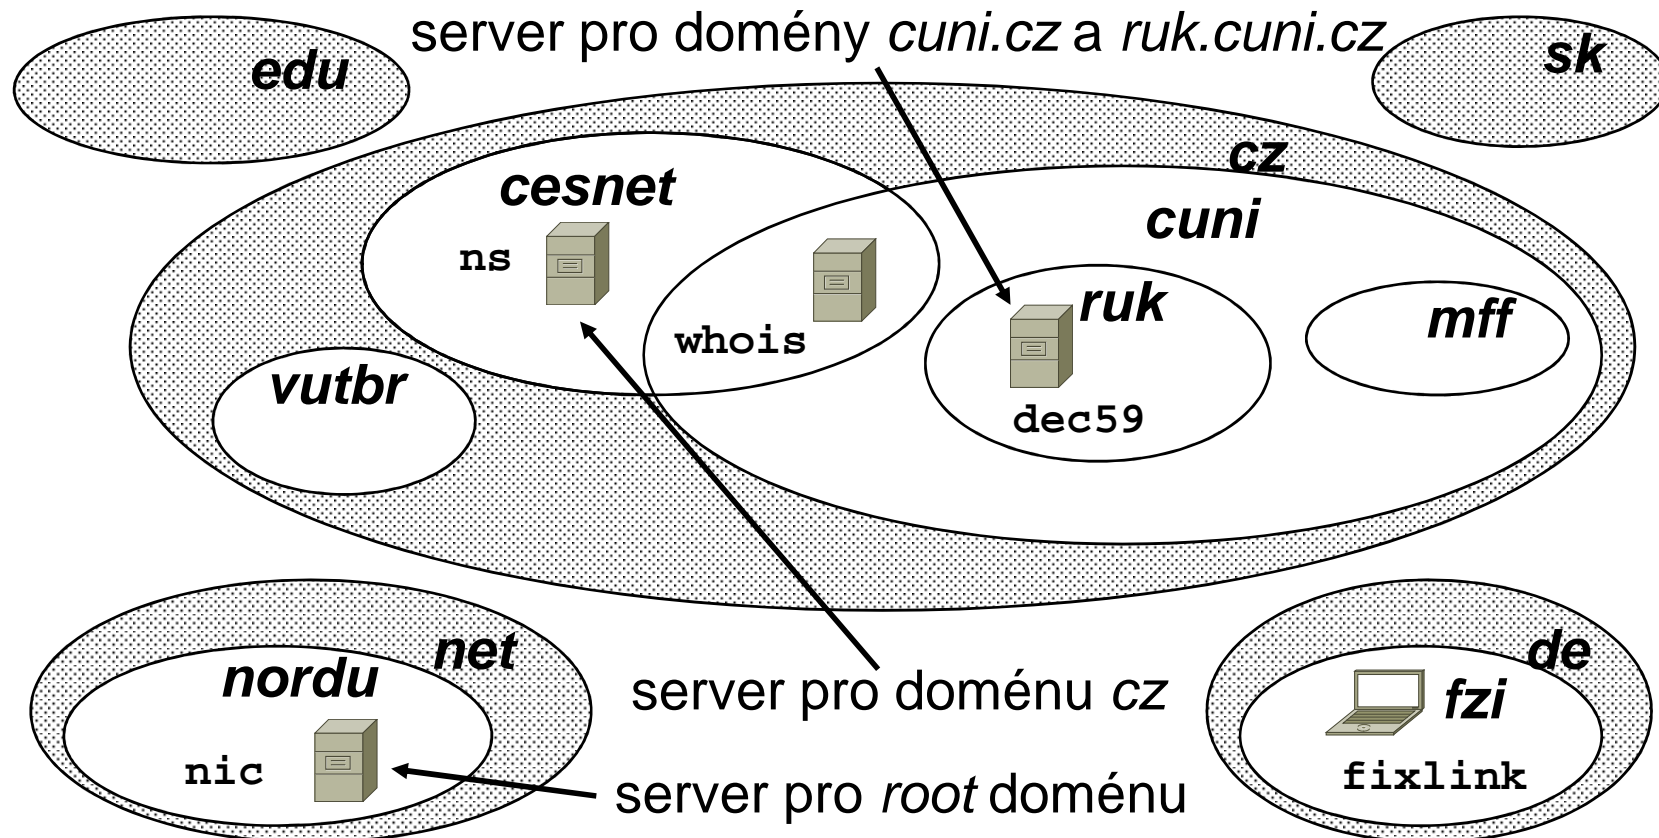 server pro domény cuni.cz a ruk.cuni.cz
edu
sk
cz
cesnet
cuni
ns
whois
ruk
mff
vutbr
dec59
net
de
nordu
server pro doménu cz
fzi
nic
fixlink
server pro root doménu